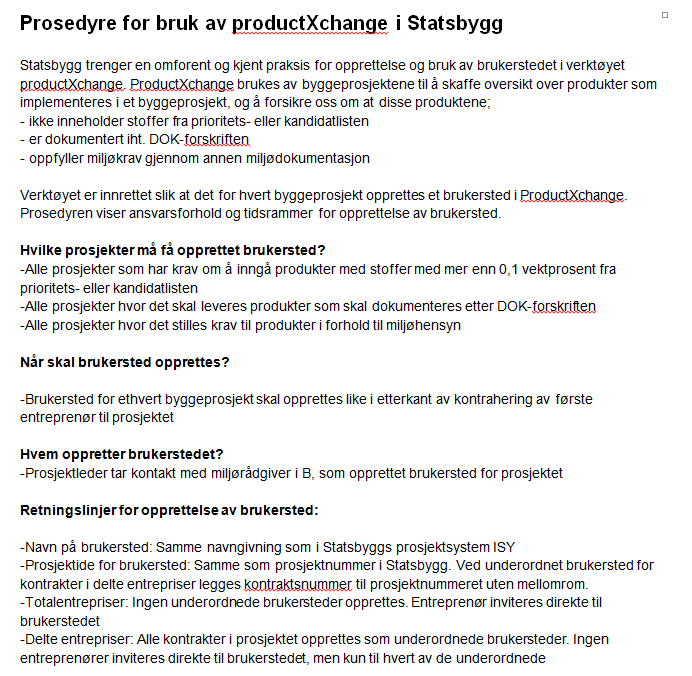 Prosedyre for bruk av productXchange i Statsbygg
Statsbygg trenger en omforent og kjent praksis for opprettelse og bruk av brukerstedet i verktøyet
productXchange. ProductXchange brukes av byggeprosjektene til å skaffe oversikt over produkter som
implementeres i et byggeprosjekt, og å forsikre oss om at disse produktene;
- ikke inneholder stoffer fra prioritets- eller kandidatlisten
- er dokumentert iht. DOK-forskriften
- oppfyller miljøkrav gjennom annen miljødokumentasjon
Verktøyet er innrettet slik at det for hvert byggeprosjekt opprettes et brukersted i ProductXchange.
Prosedyren viser ansvarsforhold og tidsrammer for opprettelse av brukersted.
Hvilke prosjekter må få opprettet brukersted?
-Alle prosjekter som har krav om å inngå produkter med stoffer med mer enn 0,1 vektprosent fra
prioritets- eller kandidatlisten
-Alle prosjekter hvor det skal leveres produkter som skal dokumenteres etter DOK-forskriften
-Alle prosjekter hvor det stilles krav til produkter i forhold til miljøhensyn
Når skal brukersted opprettes?
-Brukersted for ethvert byggeprosjekt skal opprettes like i etterkant av kontrahering av første
entreprenør til prosjektet
Hvem oppretter brukerstedet?
-Prosjektleder tar kontakt med miljørådgiver i B, som opprettet brukersted for prosjektet
Retningslinjer for opprettelse av brukersted:
-Navn på brukersted: Samme navngivning som i Statsbyggs prosjektsystem ISY
-Prosjektide for brukersted: Samme som prosjektnummer i Statsbygg. Ved underordnet brukersted for
kontrakter i delte entrepriser legges kontraktsnummer til prosjektnummeret uten mellomrom.
-Totalentrepriser: Ingen underordnede brukersteder opprettes. Entreprenør inviteres direkte til
brukerstedet
-Delte entrepriser: Alle kontrakter i prosjektet opprettes som underordnede brukersteder. Ingen
entreprenører inviteres direkte til brukerstedet, men kun til hvert av de underordnede